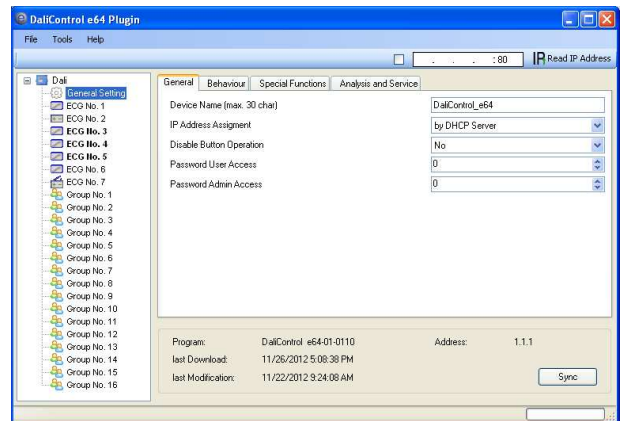 DaliControl e64 Plugin
File Tools Help
. . . :80 Read IP Address
Dali
General Setting
ECG No. 1
ECG No. 2
ECG No. 3
ECG No. 4
ECG No. 5
ECG No. 6
ECG No. 7
Group No. 1
Group No. 2
Group No. 3
Group No. 4
Group No. 5
Group No. 6
Group No. 7
Group No. 8
Group No. 9
Group No. 10
Group No. 11
Group No. 12
Group No. 13
Group No. 14
Group No. 15
Group No. 16
General Behaviour Special Functions Analysis and Service
Device Name (max. 30 char) DaliControl_e64
IP Address Assigment by DHCP Server
Disable Button Operation No
Password User Access 0
Password Admin Access 0
Program: DaliControl e64-01-0110 Address: 1.1.1
last Download: 11/26/2012 5:08:38 PM
last Modification: 11/22/2012 9:24:08 AM Sync